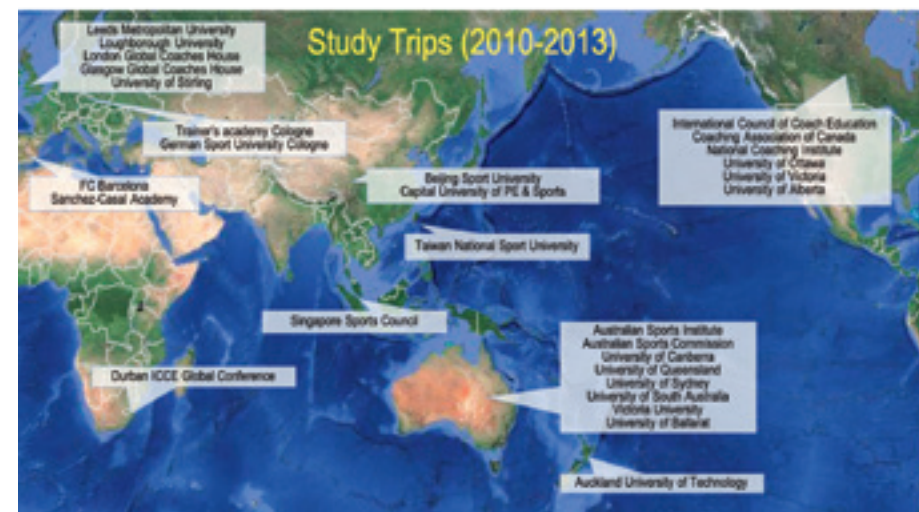 Study Trips (2010-2013)
Leeds Metropolitan University
Loughborough University
London Global Coaches House
Glasgow Global Coaches House
University of Stirling
Trainer's academy Cologne
German Sport University Cologne
FC Barcelona
Sanchez-Casal Academy
Beijing Sport University
Capital University of PE & Sports
Taiwan National Sport University
International Council of Coach Education
Coaching Association of Canada
National Coaching Institute
University of Ottawa
University of Victoria
University of Alberta
Singapore Sports Council
Durban ICCE Global Conference
Australian Sports Institute
Australian Sports Commission
University of Canberra
University of Queensland
University of Sydney
University of South Australia
Victoria University
University of Ballarat
Auckland University of Technology